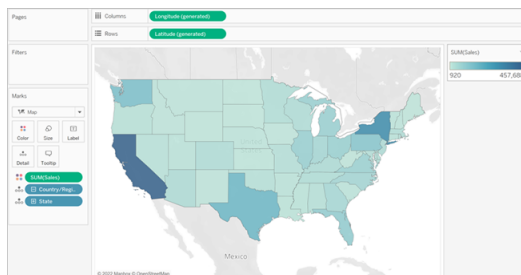 Pages
Columns
Longitude (generated)
Rows
Latitude (generated)
Filters
SUM(Sales)
920
457,68
Marks
Map
Color
Size
Label
Detail
Tooltip
SUM(Sales)
Country/Regi..
State
Mexico
© 2022 Mapbox © OpenStreetMap